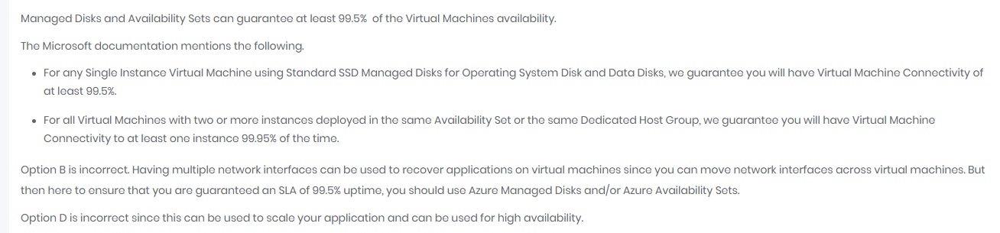 Managed Disks and Availability Sets can guarantee at least 99.5% of the Virtual Machines availability.
The Microsoft documentation mentions the following.
• For any Single Instance Virtual Machine using Standard SSD Managed Disks for Operating System Disk and Data Disks, we guarantee you will have Virtual Machine Connectivity of
at least 99.5%.
• For all Virtual Machines with two or more instances deployed in the same Availability Set or the same Dedicated Host Group, we guarantee you will have Virtual Machine
Connectivity to at least one instance 99.95% of the time.
Option B is incorrect. Having multiple network interfaces can be used to recover applications on virtual machines since you can move network interfaces across virtual machines. But
then here to ensure that you are guaranteed an SLA of 99.5% uptime, you should use Azure Managed Disks and/or Azure Availability Sets.
Option D is incorrect since this can be used to scale your application and can be used for high availability.